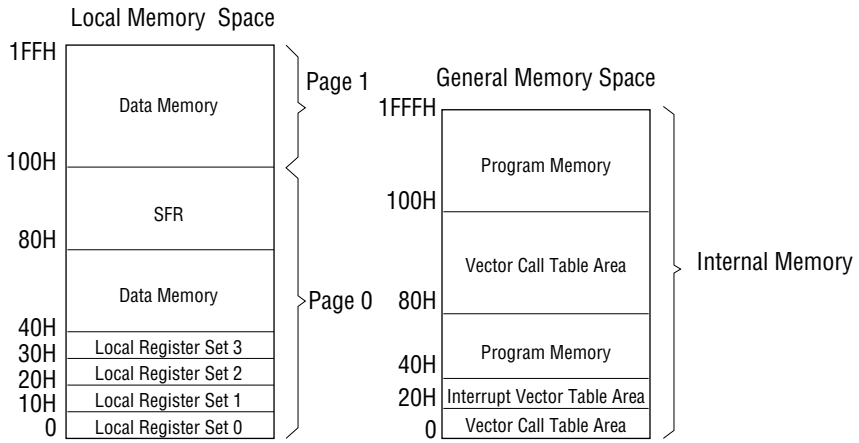 Local Memory Space
1FFH
Data Memory
Page 1
100H
SFR
80H
Data Memory
Page 0
40H
30H
Local Register Set 3
20H
Local Register Set 2
10H
Local Register Set 1
0
Local Register Set 0
General Memory Space
1FFFH
Program Memory
100H
Vector Call Table Area
Internal Memory
80H
Program Memory
40H
20H
Interrupt Vector Table Area
0
Vector Call Table Area